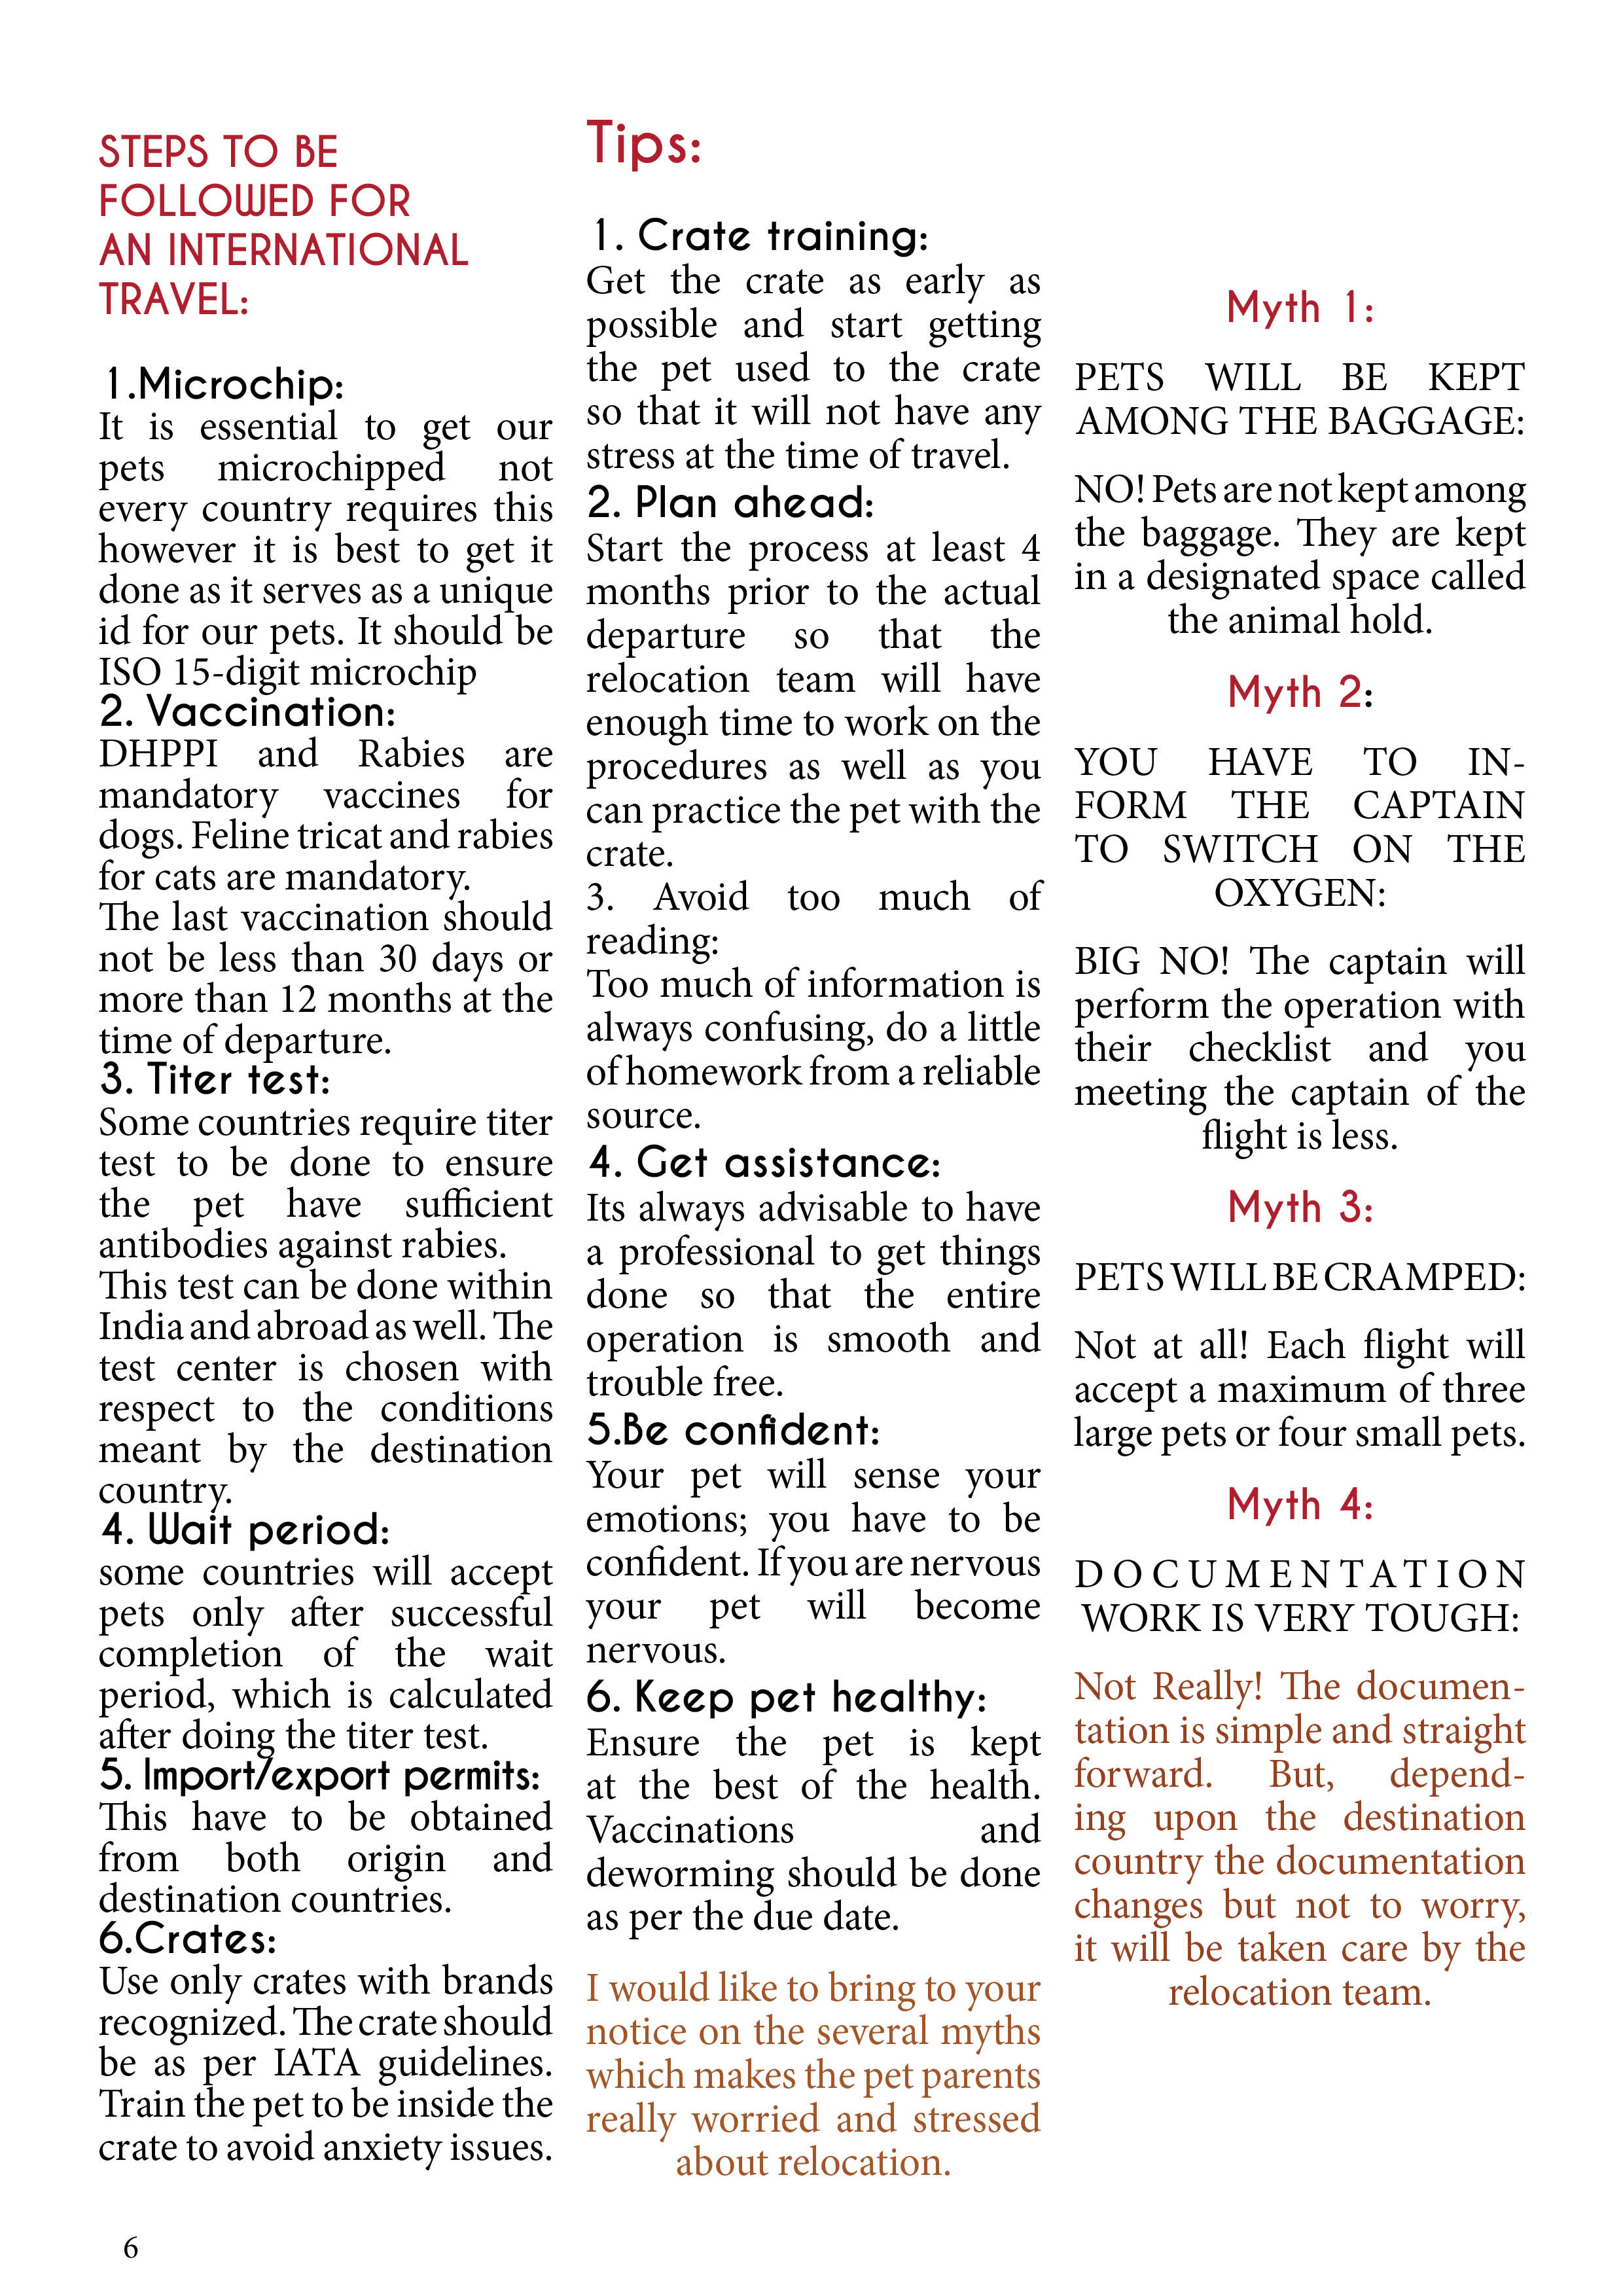 STEPS TO BE
FOLLOWED FOR
AN INTERNATIONAL
TRAVEL:
1.Microchip:
It is essential to get our
pets microchipped not
every country requires this
however it is best to get it
done as it serves as a unique
id for our pets. It should be
ISO 15-digit microchip
2. Vaccination:
DHPPI and Rabies are
mandatory vaccines for
dogs. Feline tricat and rabies
for cats are mandatory.
The last vaccination should
not be less than 30 days or
more than 12 months at the
time of departure.
3. Titer test:
Some countries require titer
test to be done to ensure
the pet have sufficient
antibodies against rabies.
This test can be done within
India and abroad as well. The
test center is chosen with
respect to the conditions
meant by the destination
country.
4. Wait period:
some countries will accept
pets only after successful
completion of the wait
period, which is calculated
after doing the titer test.
5. Import/export permits:
This have to be obtained
from both origin and
destination countries.
6.Crates:
Use only crates with brands
recognized. The crate should
be as per IATA guidelines.
Train the pet to be inside the
crate to avoid anxiety issues.
Tips:
1. Crate training:
Get the crate as early as
possible and start getting
the pet used to the crate
so that it will not have any
stress at the time of travel.
2. Plan ahead:
Start the process at least 4
months prior to the actual
departure so that the
relocation team will have
enough time to work on the
procedures as well as you
can practice the pet with the
crate.
3. Avoid too much of
reading:
Too much of information is
always confusing, do a little
of homework from a reliable
source.
4. Get assistance:
Its always advisable to have
a professional to get things
done so that the entire
operation is smooth and
trouble free.
5.Be confident:
Your pet will sense your
emotions; you have to be
confident. If you are nervous
your pet will become
nervous.
6. Keep pet healthy:
Ensure the pet is kept
at the best of the health.
Vaccinations and
deworming should be done
as per the due date.
I would like to bring to your
notice on the several myths
which makes the pet parents
really worried and stressed
about relocation.
Myth 1:
PETS WILL BE KEPT
AMONG THE BAGGAGE:
NO! Pets are not kept among
the baggage. They are kept
in a designated space called
the animal hold.
Myth 2:
YOU HAVE TO IN-
FORM THE CAPTAIN
TO SWITCH ON THE
OXYGEN:
BIG NO! The captain will
perform the operation with
their checklist and you
meeting the captain of the
flight is less.
Myth 3:
PETS WILL BE CRAMPED:
Not at all! Each flight will
accept a maximum of three
large pets or four small pets.
Myth 4:
DOCUMENTATION
WORK IS VERY TOUGH:
Not Really! The documen-
tation is simple and straight
forward. But, depend-
ing upon the destination
country the documentation
changes but not to worry,
it will be taken care by the
relocation team.
6